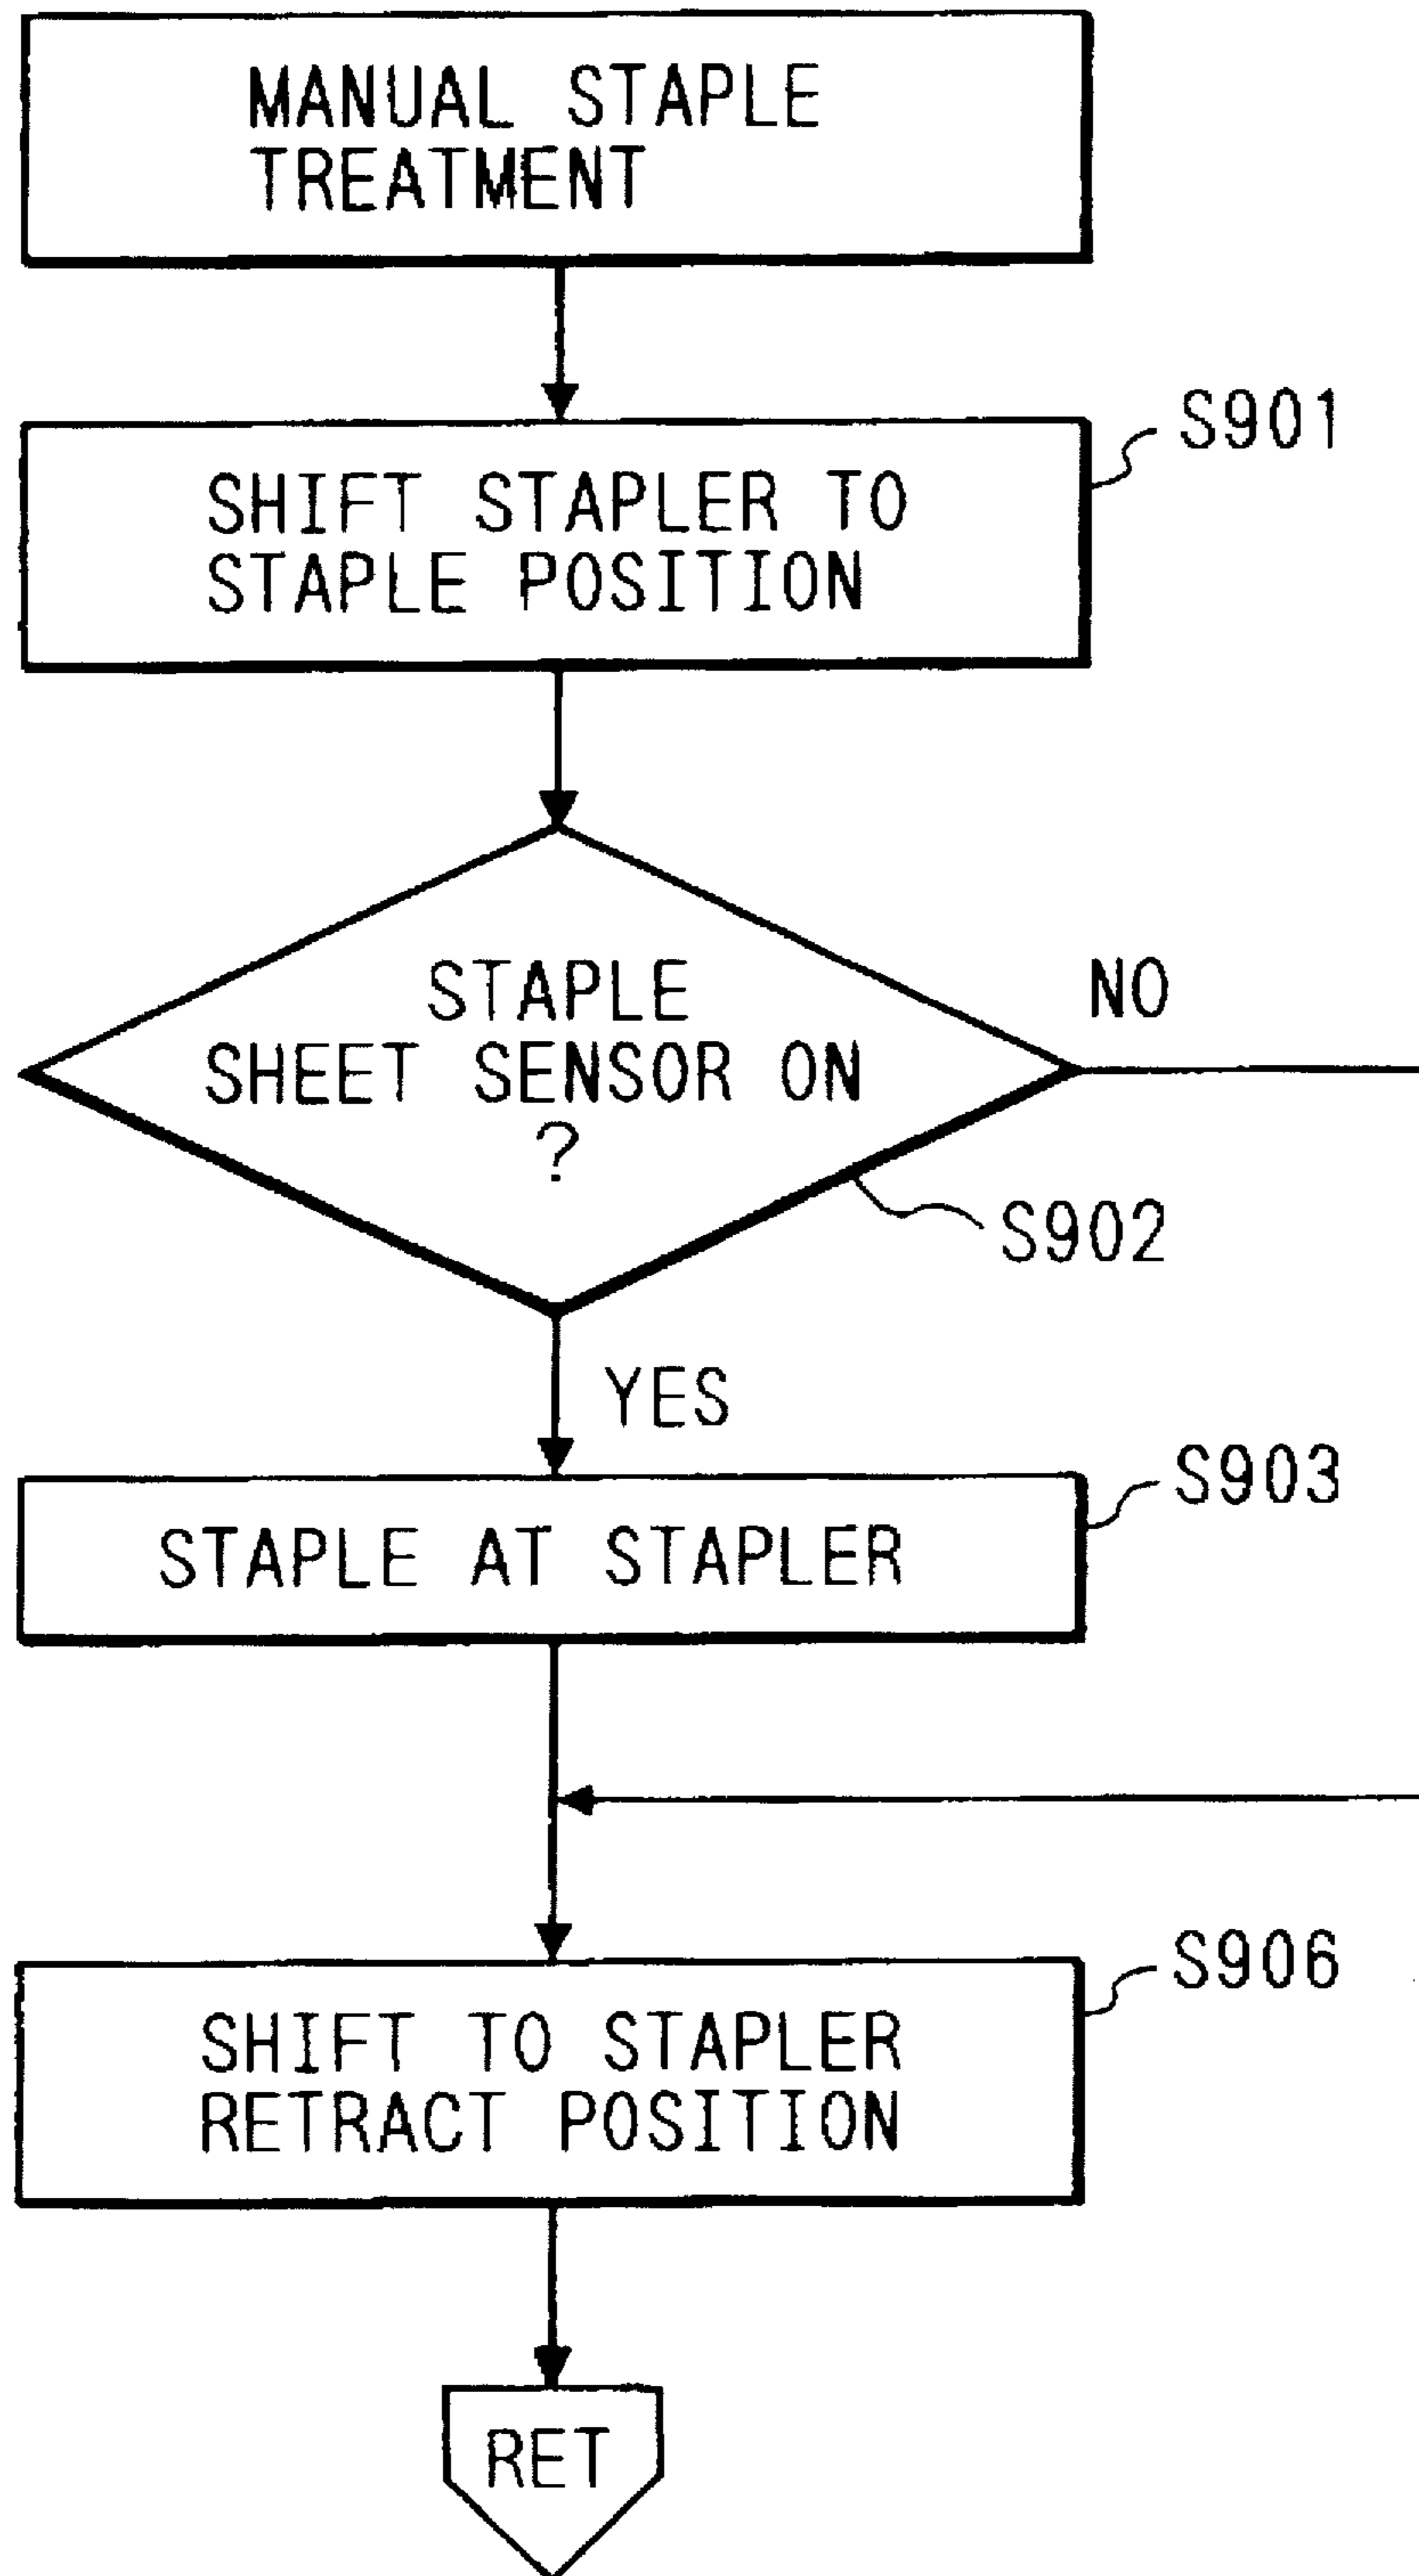 MANUAL STAPLE
TREATMENT
S901
SHIFT STAPLER TO
STAPLE POSITION
STAPLE
SHEET SENSOR ON
?
NO
S902
YES
S903
STAPLE AT STAPLER
S906
SHIFT TO STAPLER
RETRACT POSITION
RET